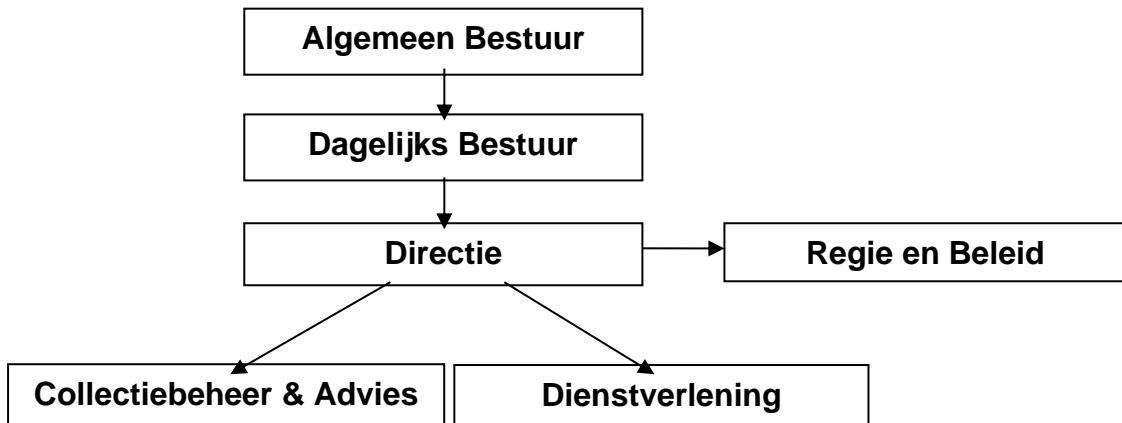 Algemeen Bestuur
Dagelijks Bestuur
Directie
Regie en Beleid
Collectiebeheer & Advies
Dienstverlening